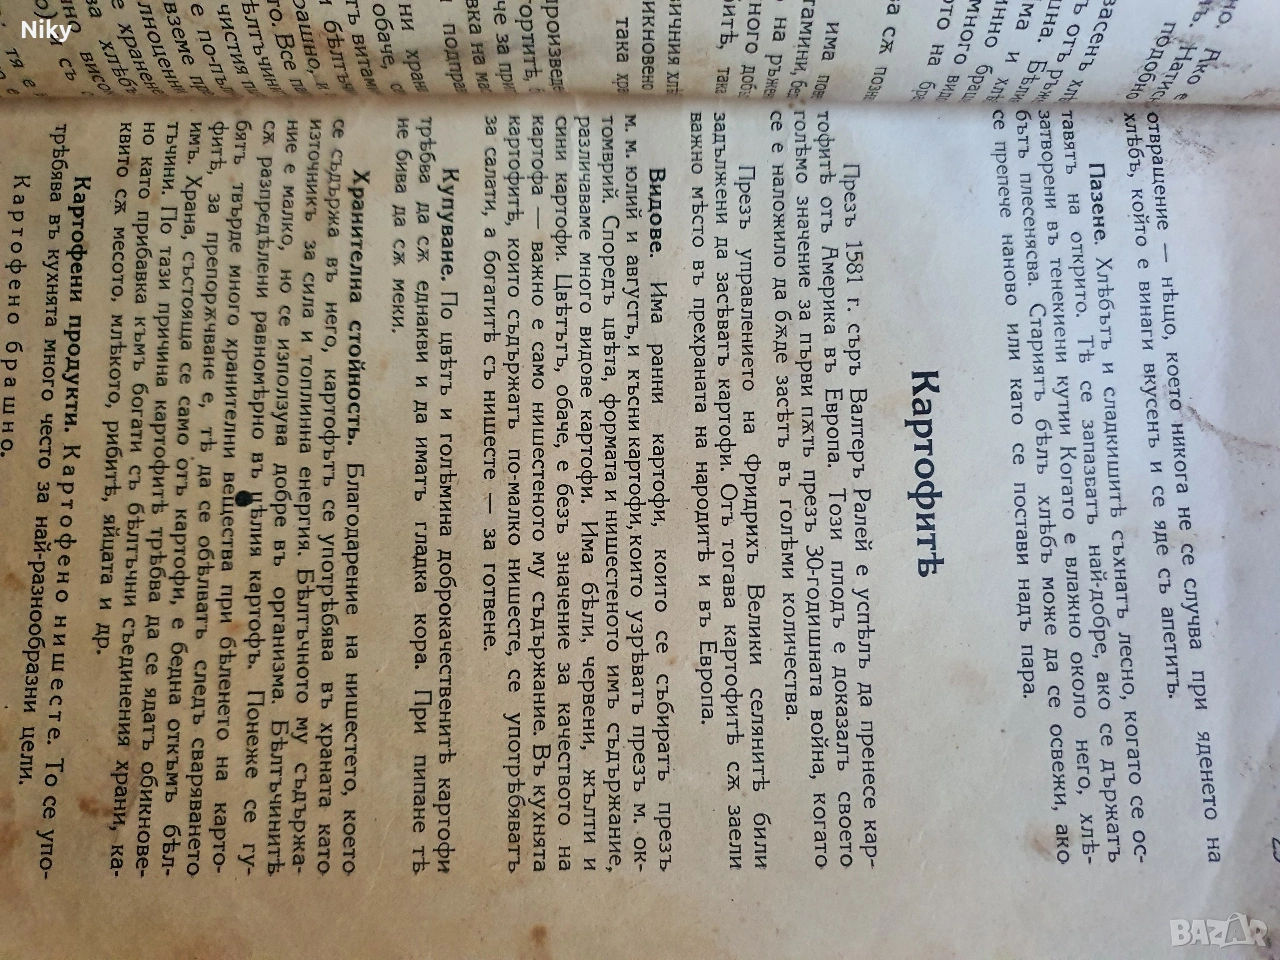 отвращение — нѣщо, което никога не се случва при яденето на
хлѣбъ, който е винаги вкусенъ и се яде съ апетитъ.
Пазене. Хлѣбътъ и сладкишитѣ съхнатъ лесно, когато се ос-
тавятъ на открито. Тѣ се запазватъ най-добре, ако се държатъ
затворени въ тенекиени кутии Когато е влажно около него, хлѣ-
бътъ плесенясва. Стариятъ бѣлъ хлѣбъ може да се освежи, ако
се препече наново или като се постави надъ пара.
Картофитѣ
Презъ 1581 г. съръ Валтеръ Ралей е успѣлъ да пренесе кар-
тофитѣ отъ Америка въ Европа. Този плодъ е доказалъ своето
голѣмо значение за първи пѫть презъ 30-годишната война, когато
се е наложило да бѫде засѣтъ въ голѣми количества.
Презъ управлението на Фридрихъ Велики селянитѣ били
задължени да засѣватъ картофи. Отъ тогава картофитѣ сѫ заели
важно мѣсто въ прехраната на народитѣ и въ Европа.
Видове. Има ранни картофи, които се събиратъ презъ
м. м. юлий и августъ, и късни картофи, които узрѣватъ презъ м. ок-
томврий. Споредъ цвѣта, формата и нишестеното имъ съдържание,
различаваме много видове картофи. Има бѣли, червени, жълти и
сини картофи. Цвѣтътъ, обаче, е безъ значение за качеството на
картофа — важно е само нишестеното му съдържание. Въ кухнята
картофитѣ, които съдържатъ по-малко нишесте, се употрѣбяватъ
за салати, а богатитѣ съ нишесте — за готвене.
Купуване. По цвѣтъ и голѣмина доброкачественитѣ картофи
трѣбва да сѫ еднакви и да иматъ гладка кора. При пипане тѣ
не бива да сѫ меки.
Хранителна стойность. Благодарение на нишестето, което
се съдържа въ него, картофътъ се употрѣбява въ храната като
източникъ за сила и топлинна енергия. Бѣлтъчното му съдържа-
ние е малко, но се използува добре въ организма. Бѣлтъчинитѣ
сѫ разпредѣлени равномѣрно въ цѣлия картофъ. Понеже се гу-
бятъ твърде много хранителни вещества при бѣленето на карто-
фитѣ, за препорѫчване е, тѣ да се обѣлватъ следъ сваряването
имъ. Храна, състояща се само отъ картофи, е бедна откъмъ бѣл-
тъчини. По тази причина картофитѣ трѣбва да се ядатъ обикнове-
но като прибавка къмъ богати съ бѣлтъчни съединения храни, ка-
квито сѫ месото, млѣкото, рибитѣ, яйцата и др.
Картофени продукти. Картофено нишесте. То се упо-
трѣбява въ кухнята много често за най-разнообразни цели.
Картофено брашно.
Niky
BAZAR